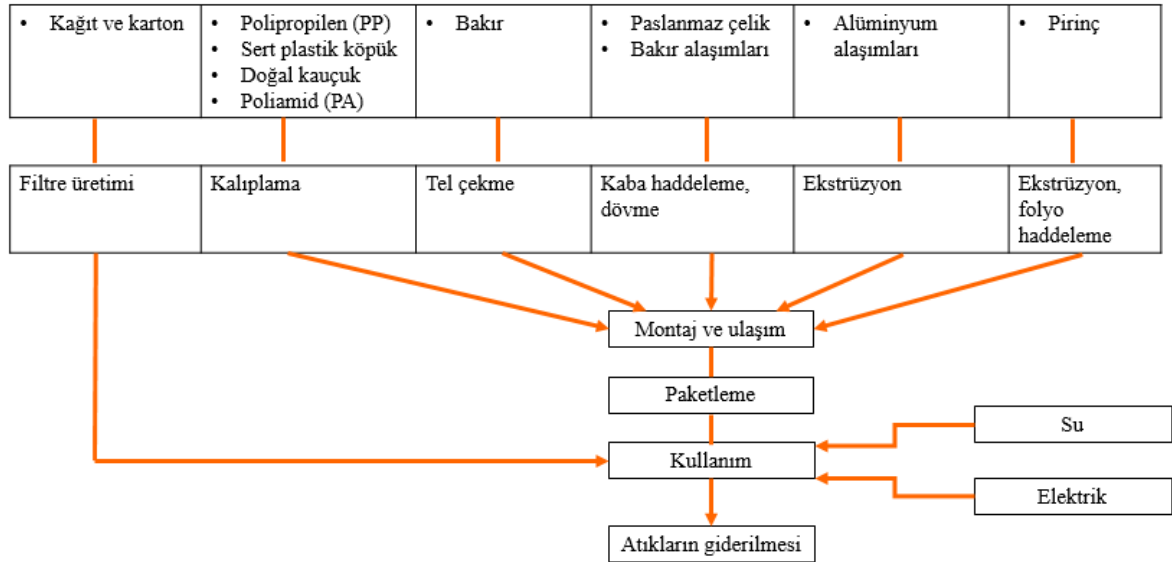 • Kağıt ve karton
• Polipropilen (PP)
• Sert plastik köpük
• Doğal kauçuk
• Poliamid (PA)
• Bakır
• Paslanmaz çelik
• Bakır alaşımları
• Alüminyum
alaşımları
• Pirinç
Filtre üretimi
Kalıplama
Tel çekme
Kaba haddeleme,
dövme
Ekstrüzyon
Ekstrüzyon,
folyo
haddeleme
Montaj ve ulaşım
Paketleme
Su
Kullanım
Elektrik
Atıkların giderilmesi